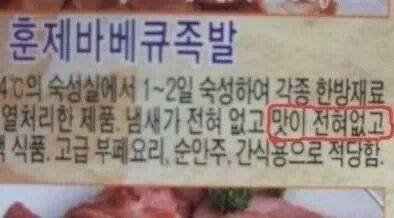 훈제바베큐족발
4℃의 숙성실에서 1~2일 숙성하여 각종 한방재료
열처리한 제품. 냄새가 전혀 없고 맛이 전혀없고
식품. 고급 부페요리, 순안주, 간식용으로 적당함.